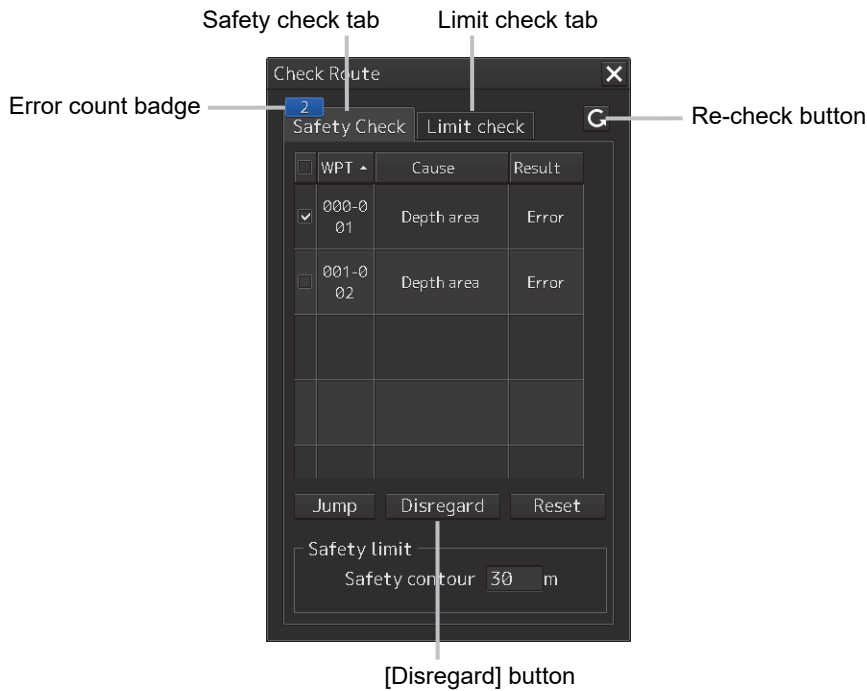 Safety check tab Limit check tab
Check Route
Error count badge
2
Re-check button
Safety Check Limit check
WPT Cause Result
000-0
01
Depth area Error
001-0
02
Depth area Error
Jump Disregard Reset
Safety limit
Safety contour 30 m
[Disregard] button